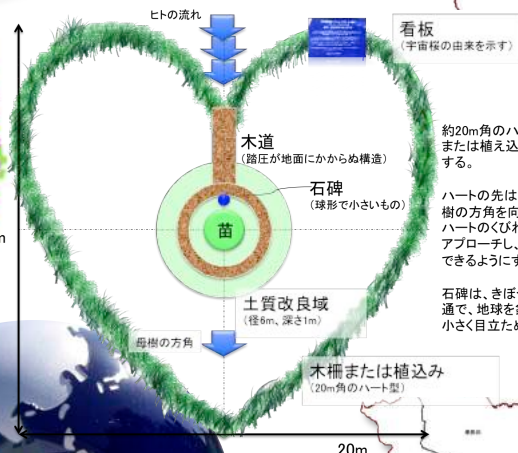 ヒトの流れ
看板
(宇宙桜の由来を示す)
木道
(踏圧が地面にかからぬ構造)
石碑
(球形で小さいもの)
苗
土質改良域
(径6m、深さ1m)
母樹の方角
木柵または植込み
(20m角のハート型)
20m
m
約20m角のハ
または植え込
する。
ハートの先は
樹の方角を向
ハートのくびれ
アプローチし、
できるようにす
石碑は、きぼ
通で、地球を
小さく目立た